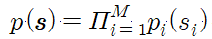 p(s) = Π_{i=1}^{M} p_i(s_i)